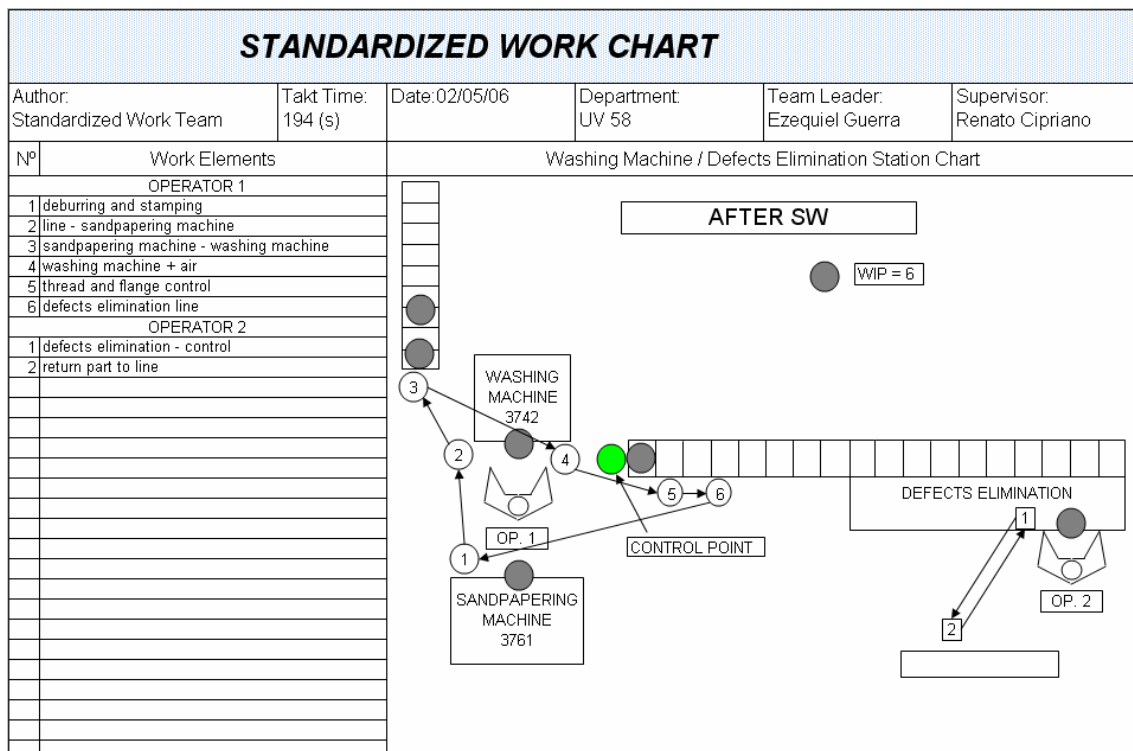 STANDARDIZED WORK CHART
Author:
Standardized Work Team
Takt Time:
194 (s)
Date:02/05/06
Department:
UV 58
Team Leader:
Ezequiel Guerra
Supervisor:
Renato Cipriano
Nº
Work Elements
Washing Machine / Defects Elimination Station Chart
OPERATOR 1
1 deburring and stamping
2 line - sandpapering machine
3 sandpapering machine - washing machine
4 washing machine + air
5 thread and flange control
6 defects elimination line
OPERATOR 2
1 defects elimination - control
2 return part to line
AFTER SW
WIP = 6
WASHING
MACHINE
3742
3
2
4
5
6
1
OP. 1
CONTROL POINT
SANDPAPERING
MACHINE
3761
DEFECTS ELIMINATION
1
OP. 2
2